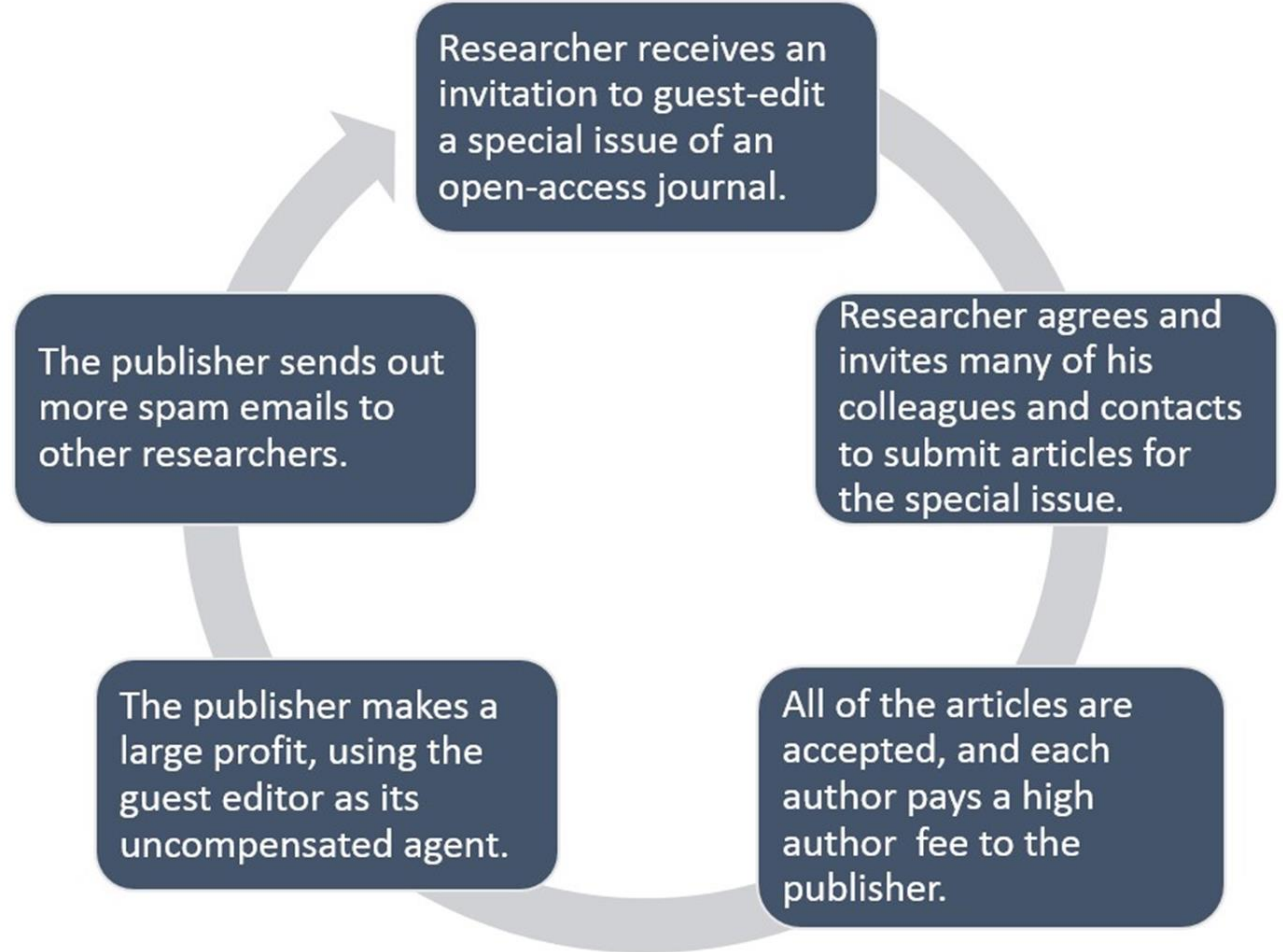 Researcher receives an
invitation to guest-edit
a special issue of an
open-access journal.
Researcher agrees and
invites many of his
colleagues and contacts
to submit articles for
the special issue.
All of the articles are
accepted, and each
author pays a high
author  fee to the
publisher.
The publisher makes a
large profit, using the
guest editor as its
uncompensated agent.
The publisher sends out
more spam emails to
other researchers.